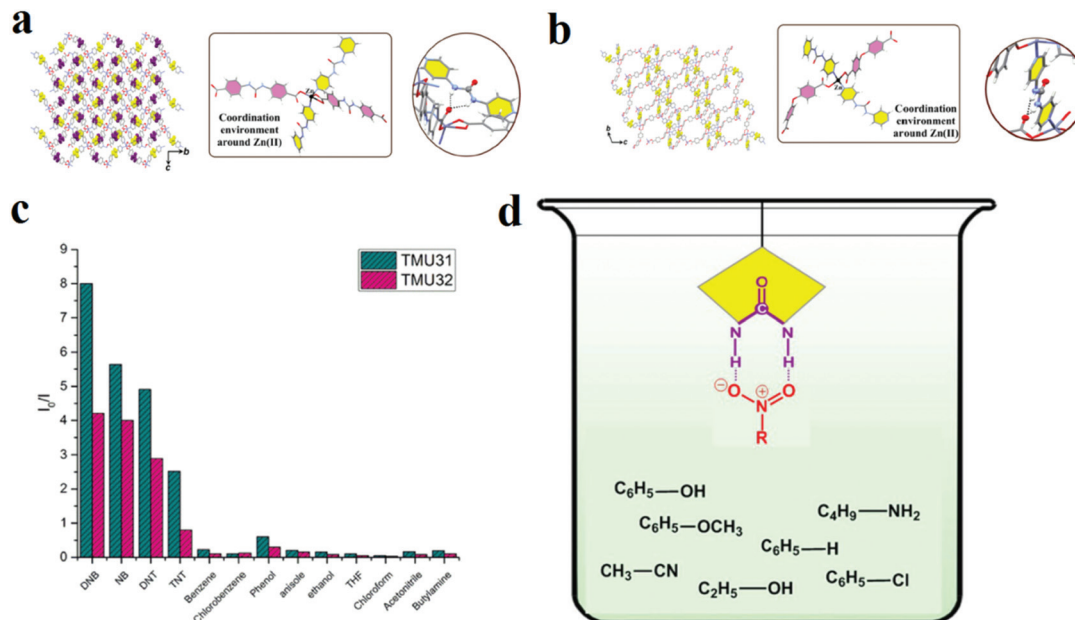 a
b
c
Zn
Coordination
environment
around Zn(II)
b
Zn
Coordination
environment
around Zn(II)
b
c
c
9
8
7
6
5
4
3
2
1
0
I₀/I
TMU31
TMU32
DNB
NB
DNT
TNT
Benzene
Chlorobenzene
Phenol
anisole
ethanol
THF
Chloroform
Acetonitrile
Butylamine
d
O
C
N N
H H
⊖O N⊕ O
R
C₆H₅—OH
C₄H₉—NH₂
C₆H₅—OCH₃
C₆H₅—H
CH₃—CN
C₆H₅—Cl
C₂H₅—OH